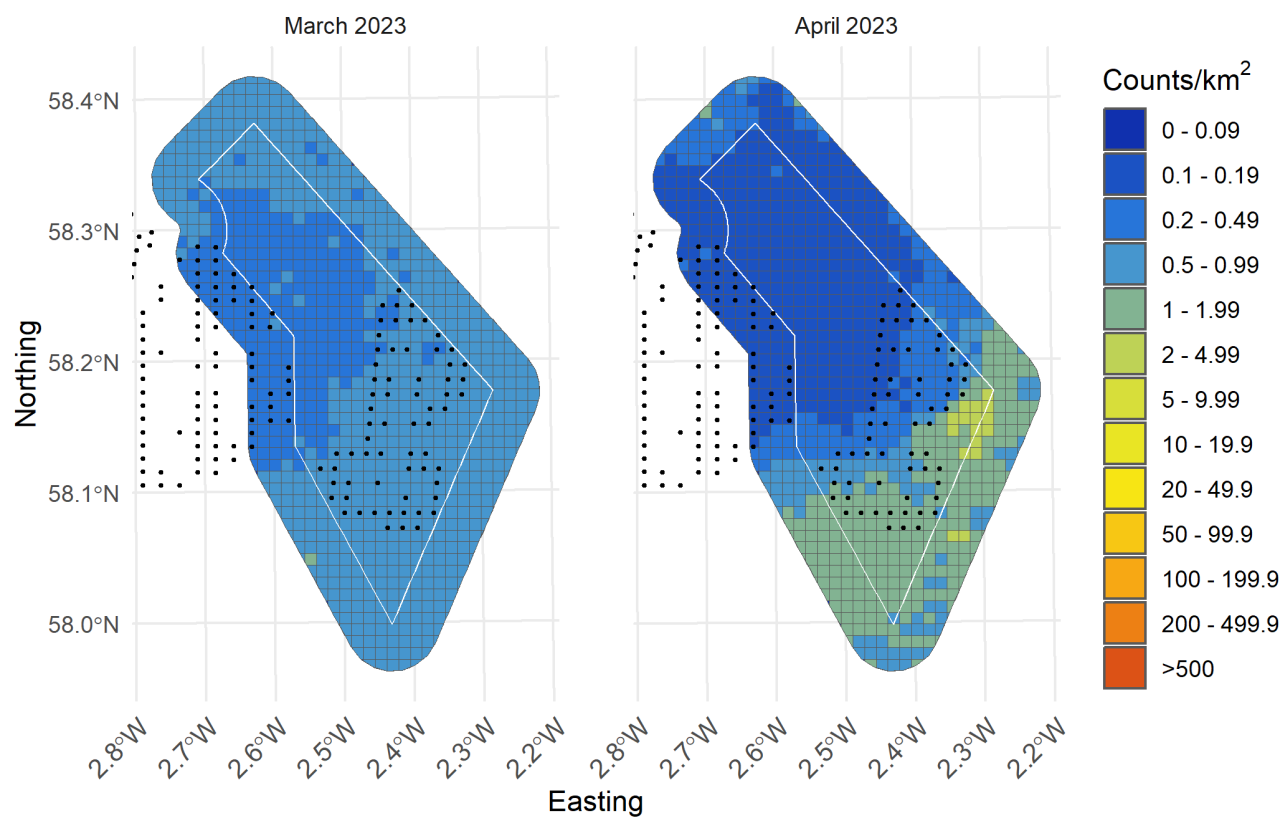 March 2023
April 2023
Counts/km²
0 - 0.09
0.1 - 0.19
0.2 - 0.49
0.5 - 0.99
1 - 1.99
2 - 4.99
5 - 9.99
10 - 19.9
20 - 49.9
50 - 99.9
100 - 199.9
200 - 499.9
>500
Northing
58.4°N
58.3°N
58.2°N
58.1°N
58.0°N
2.8°W
2.7°W
2.6°W
2.5°W
2.4°W
2.3°W
2.2°W
2.8°W
2.7°W
2.6°W
2.5°W
2.4°W
2.3°W
2.2°W
Easting